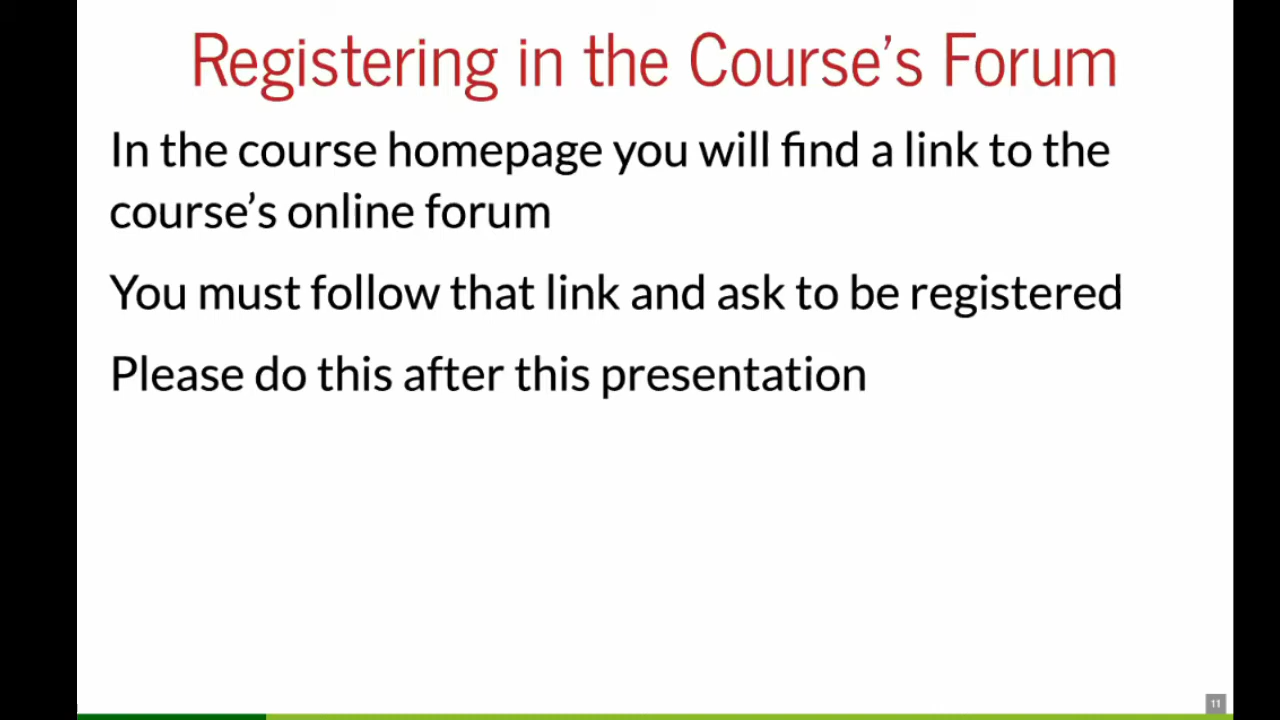 Registering in the Course’s Forum
In the course homepage you will find a link to the
course’s online forum
You must follow that link and ask to be registered
Please do this after this presentation
11